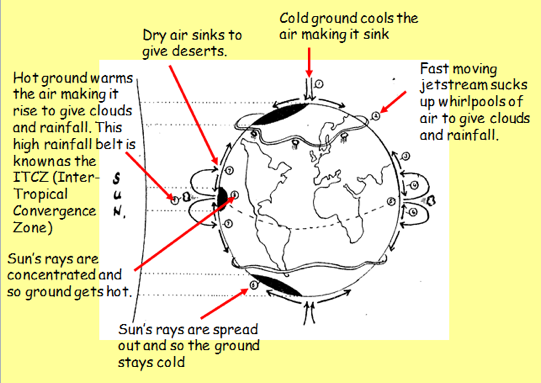 Cold ground cools the
air making it sink
Dry air sinks to
give deserts.
Fast moving
jetstream sucks
up whirlpools of
air to give clouds
and rainfall.
Hot ground warms
the air making it
rise to give clouds
and rainfall. This
high rainfall belt is
known as the
ITCZ (Inter-
Tropical
Convergence
Zone)
S
U
N.
Sun's rays are
concentrated and
so ground gets hot.
Sun's rays are spread
out and so the ground
stays cold